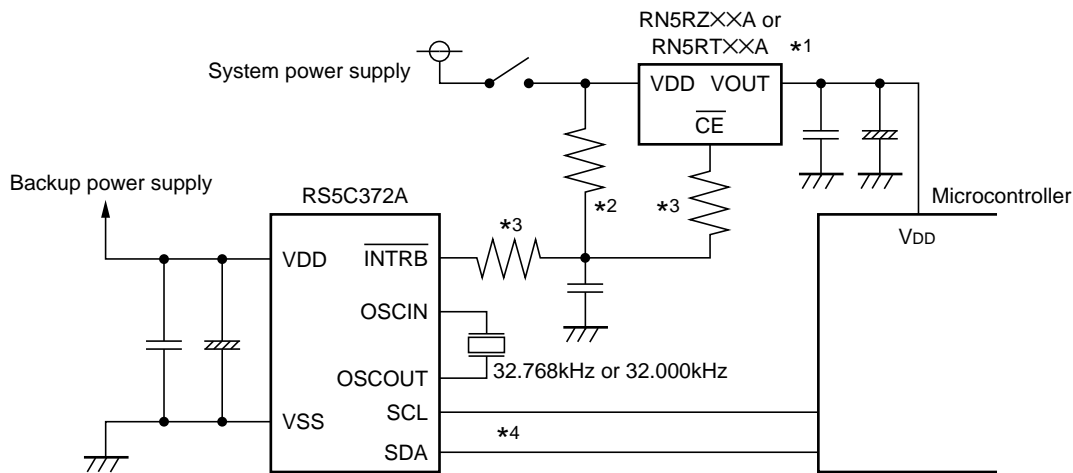 RN5RZ××A or
RN5RT××A *1
System power supply
VDD VOUT
CE
Backup power supply
RS5C372A
*2
*3
Microcontroller
*3
VDD
VDD
INTRB
OSCIN
OSCOUT
32.768kHz or 32.000kHz
SCL
VSS
*4
SDA